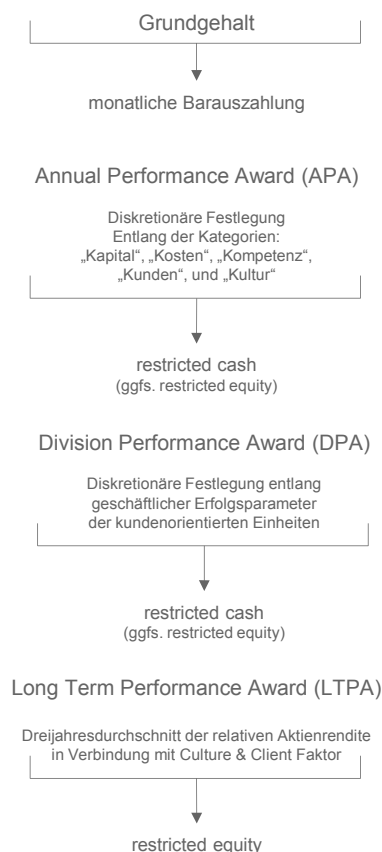 Grundgehalt
monatliche Barauszahlung
Annual Performance Award (APA)
Diskretionäre Festlegung
Entlang der Kategorien:
„Kapital“, „Kosten“, „Kompetenz“,
„Kunden“, und „Kultur“
restricted cash
(ggfs. restricted equity)
Division Performance Award (DPA)
Diskretionäre Festlegung entlang
geschäftlicher Erfolgsparameter
der kundenorientierten Einheiten
restricted cash
(ggfs. restricted equity)
Long Term Performance Award (LTPA)
Dreijahresdurchschnitt der relativen Aktienrendite
in Verbindung mit Culture & Client Faktor
restricted equity